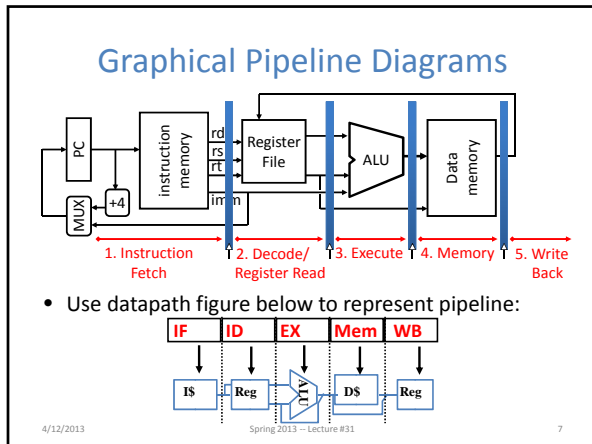 Graphical Pipeline Diagrams
PC
instruction
memory
rd
rs
rt
imm
Register
File
ALU
Data
memory
MUX
+4
1. Instruction
Fetch
2. Decode/
Register Read
3. Execute
4. Memory
5. Write
Back
• Use datapath figure below to represent pipeline:
IF ID EX Mem WB
I$ Reg ALU D$ Reg
4/12/2013 Spring 2013 -- Lecture #31 7